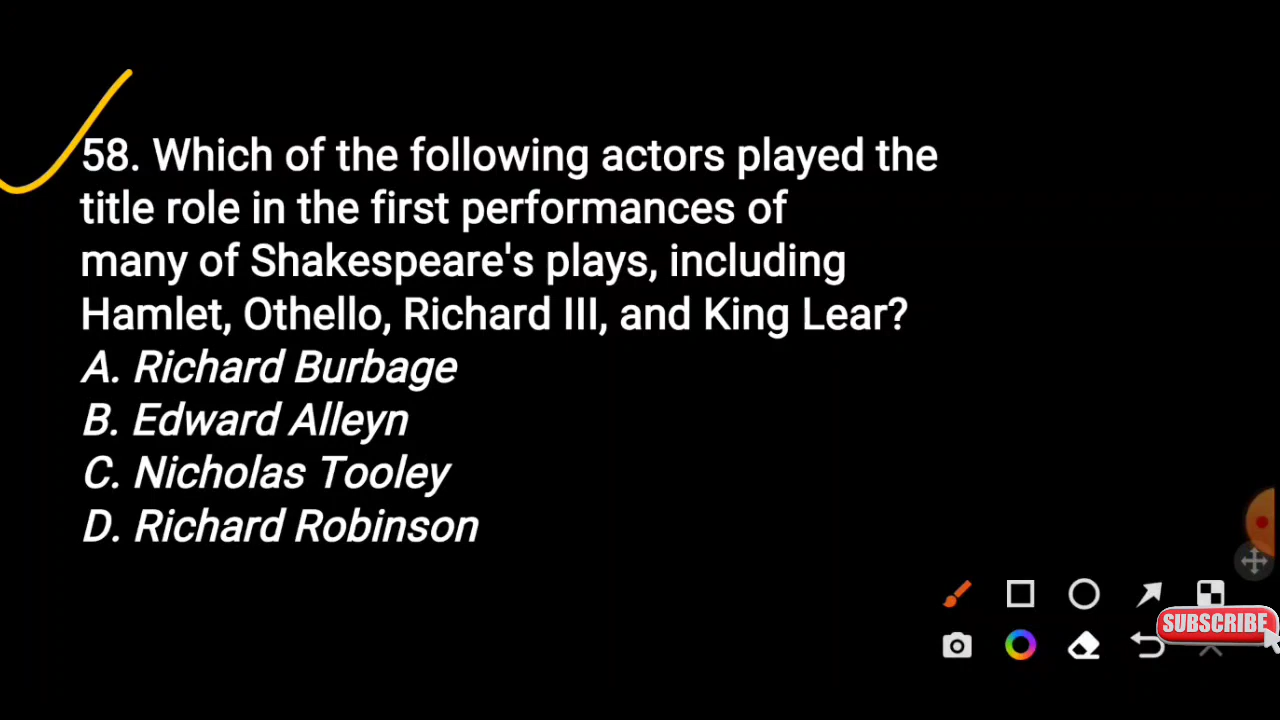 58. Which of the following actors played the
title role in the first performances of
many of Shakespeare's plays, including
Hamlet, Othello, Richard III, and King Lear?
A. Richard Burbage
B. Edward Alleyn
C. Nicholas Tooley
D. Richard Robinson
SUBSCRIBE